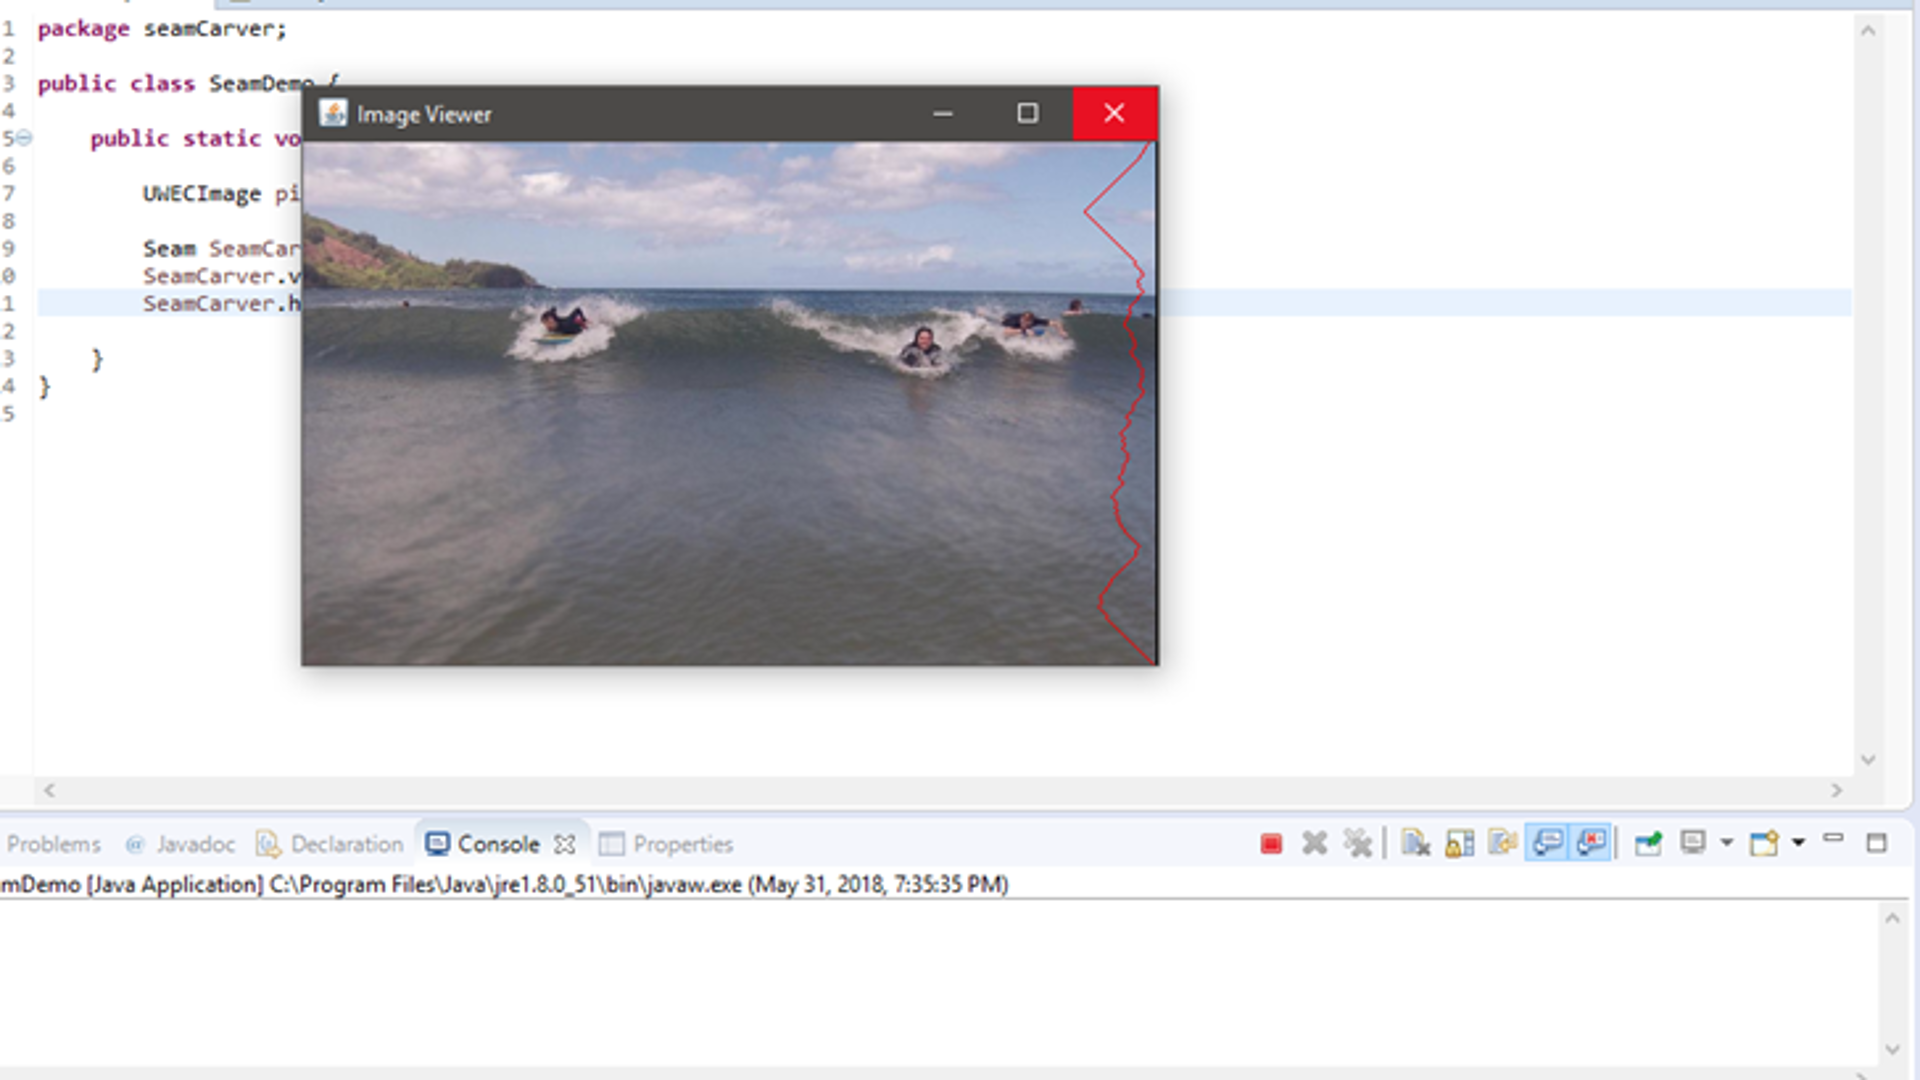 1 package seamCarver;
2
3 public class SeamDemo {
4
5 public static vo
6
7 UWECImage pi
8
9 Seam SeamCar
0 SeamCarver.v
1 SeamCarver.h
2
3 }
4 }
5
Image Viewer
Problems @ Javadoc Declaration Console Properties
mDemo [Java Application] C:\Program Files\Java\jre1.8.0_51\bin\javaw.exe (May 31, 2018, 7:35:35 PM)